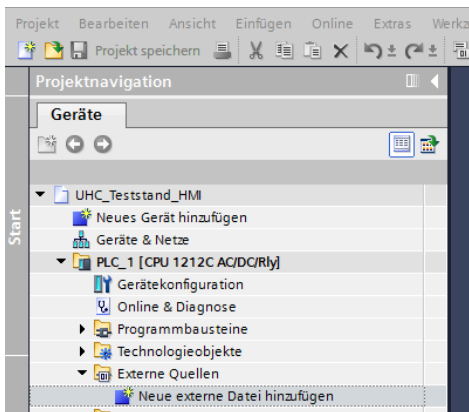 Projekt Bearbeiten Ansicht Einfügen Online Extras Werkz
Projekt speichern
Projektnavigation
Geräte
Start
UHC_Teststand_HMI
Neues Gerät hinzufügen
Geräte & Netze
PLC_1 [CPU 1212C AC/DC/Rly]
Gerätekonfiguration
Online & Diagnose
Programmbausteine
Technologieobjekte
Externe Quellen
Neue externe Datei hinzufügen